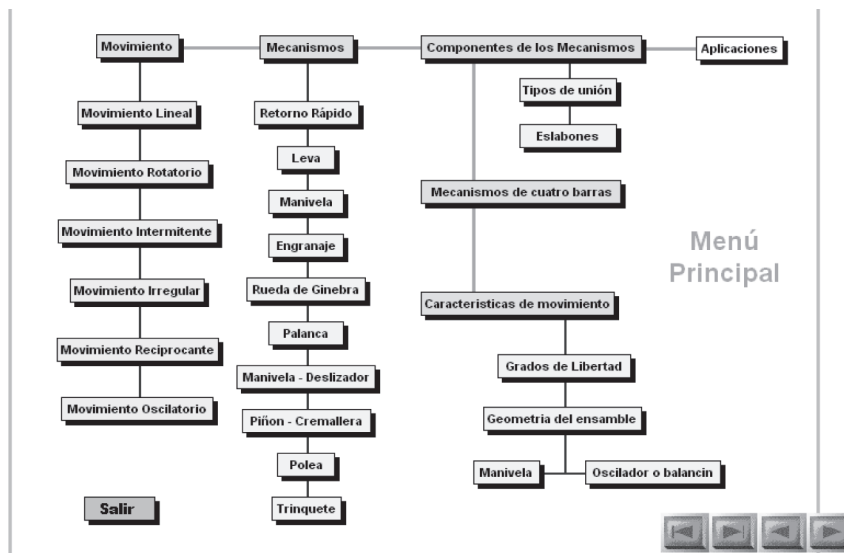 Movimiento
Mecanismos
Componentes de los Mecanismos
Aplicaciones
Movimiento Lineal
Movimiento Rotatorio
Movimiento Intermitente
Movimiento Irregular
Movimiento Reciprocante
Movimiento Oscilatorio
Retorno Rápido
Leva
Manivela
Engranaje
Rueda de Ginebra
Palanca
Manivela - Deslizador
Piñon - Cremallera
Polea
Trinquete
Tipos de unión
Eslabones
Mecanismos de cuatro barras
Caracteristicas de movimiento
Grados de Libertad
Geometria del ensamble
Manivela
Oscilador o balancin
Menú
Principal
Salir